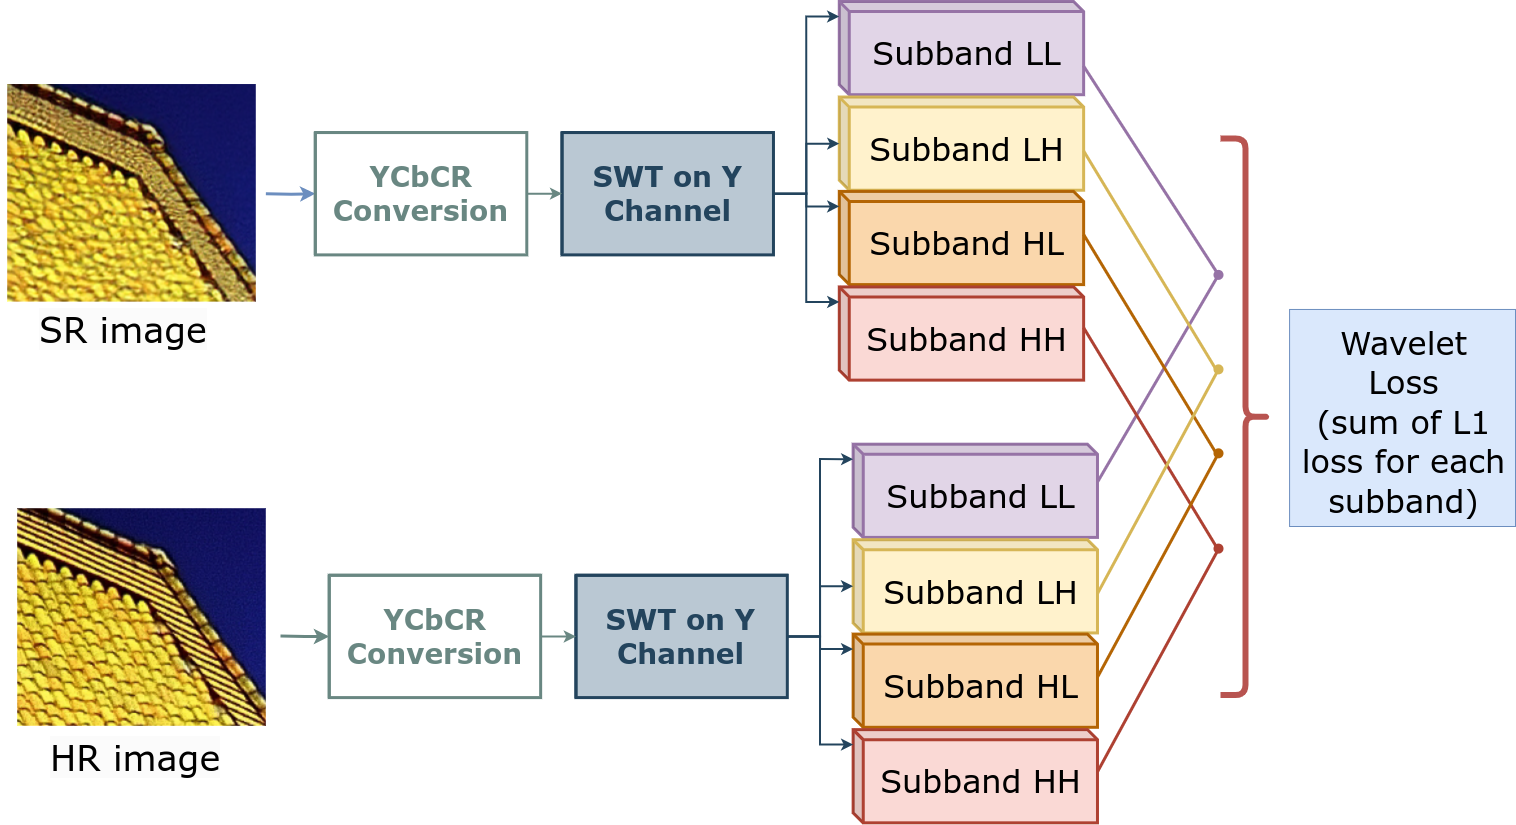 SR image
YCbCR
Conversion
SWT on Y
Channel
Subband LL
Subband LH
Subband HL
Subband HH
HR image
YCbCR
Conversion
SWT on Y
Channel
Subband LL
Subband LH
Subband HL
Subband HH
Wavelet
Loss
(sum of L1
loss for each
subband)